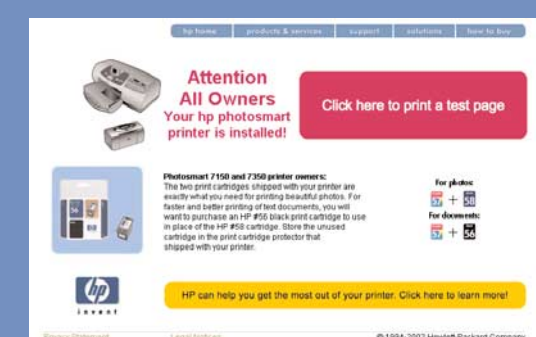 hp home products & services support solutions how to buy
Attention
All Owners
Your hp photosmart
printer is installed!
Click here to print a test page
Photosmart 7150 and 7350 printer owners:
The two print cartridges shipped with your printer are
exactly what you need for printing beautiful photos. For
faster and better printing of text documents, you will
want to purchase an HP #56 black print cartridge to use
in place of the HP #58 cartridge. Store the unused
cartridge in the print cartridge protector that
shipped with your printer.
For photos:
57 + 58
For documents:
57 + 56
56
hp
invent
HP can help you get the most out of your printer. Click here to learn more!
Privacy Statement Legal Notices © 1994-2002 Hewlett-Packard Company